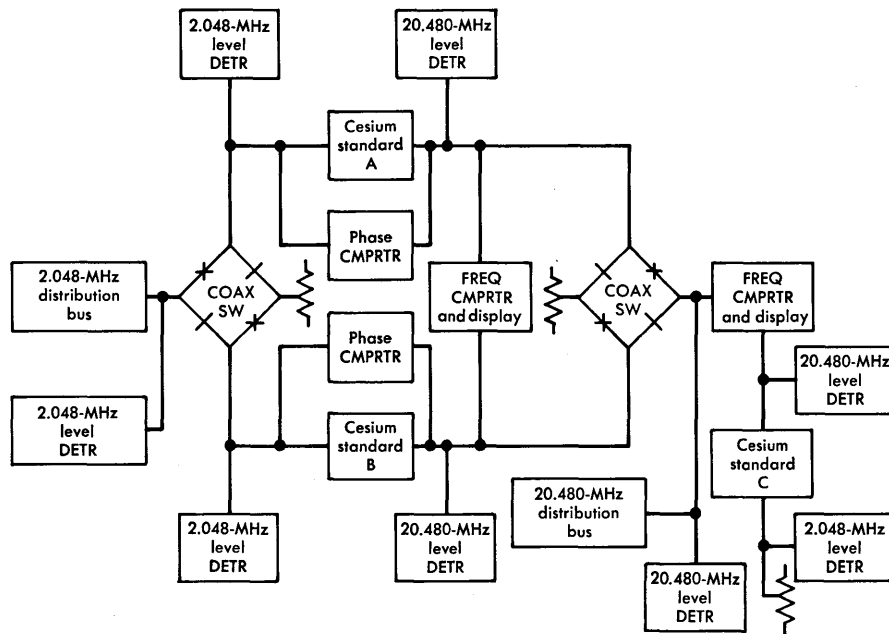 2.048-MHz
level
DETR
20.480-MHz
level
DETR
Cesium
standard
A
Phase
CMPRTR
2.048-MHz
distribution
bus
COAX
SW
FREQ
CMPRTR
and display
COAX
SW
FREQ
CMPRTR
and display
Phase
CMPRTR
20.480-MHz
level
DETR
2.048-MHz
level
DETR
Cesium
standard
B
Cesium
standard
C
2.048-MHz
level
DETR
20.480-MHz
level
DETR
20.480-MHz
distribution
bus
2.048-MHz
level
DETR
20.480-MHz
level
DETR